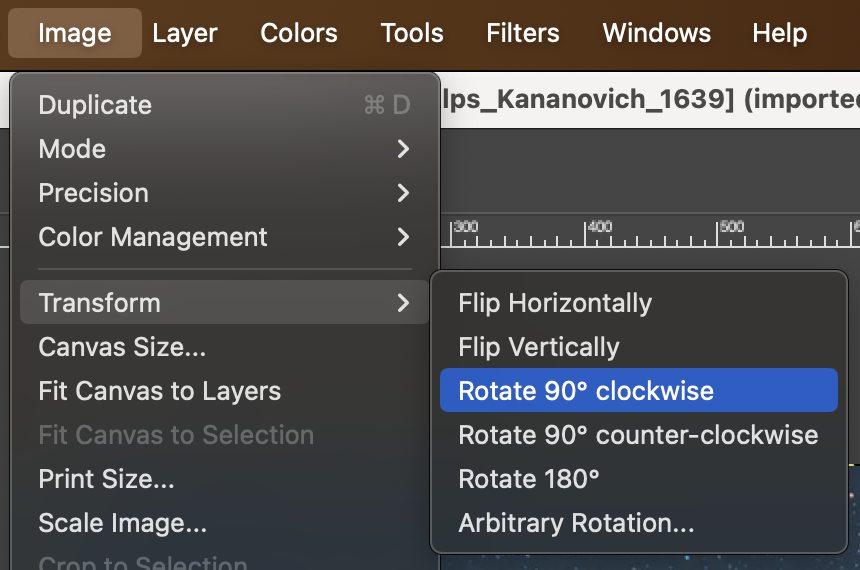 Image Layer Colors Tools Filters Windows Help
lps_Kananovich_1639] (imported
Duplicate ⌘ D
Mode
Precision
Color Management
300 400 500
Transform
Canvas Size...
Fit Canvas to Layers
Fit Canvas to Selection
Print Size...
Scale Image...
Crop to Selection
Flip Horizontally
Flip Vertically
Rotate 90° clockwise
Rotate 90° counter-clockwise
Rotate 180°
Arbitrary Rotation...